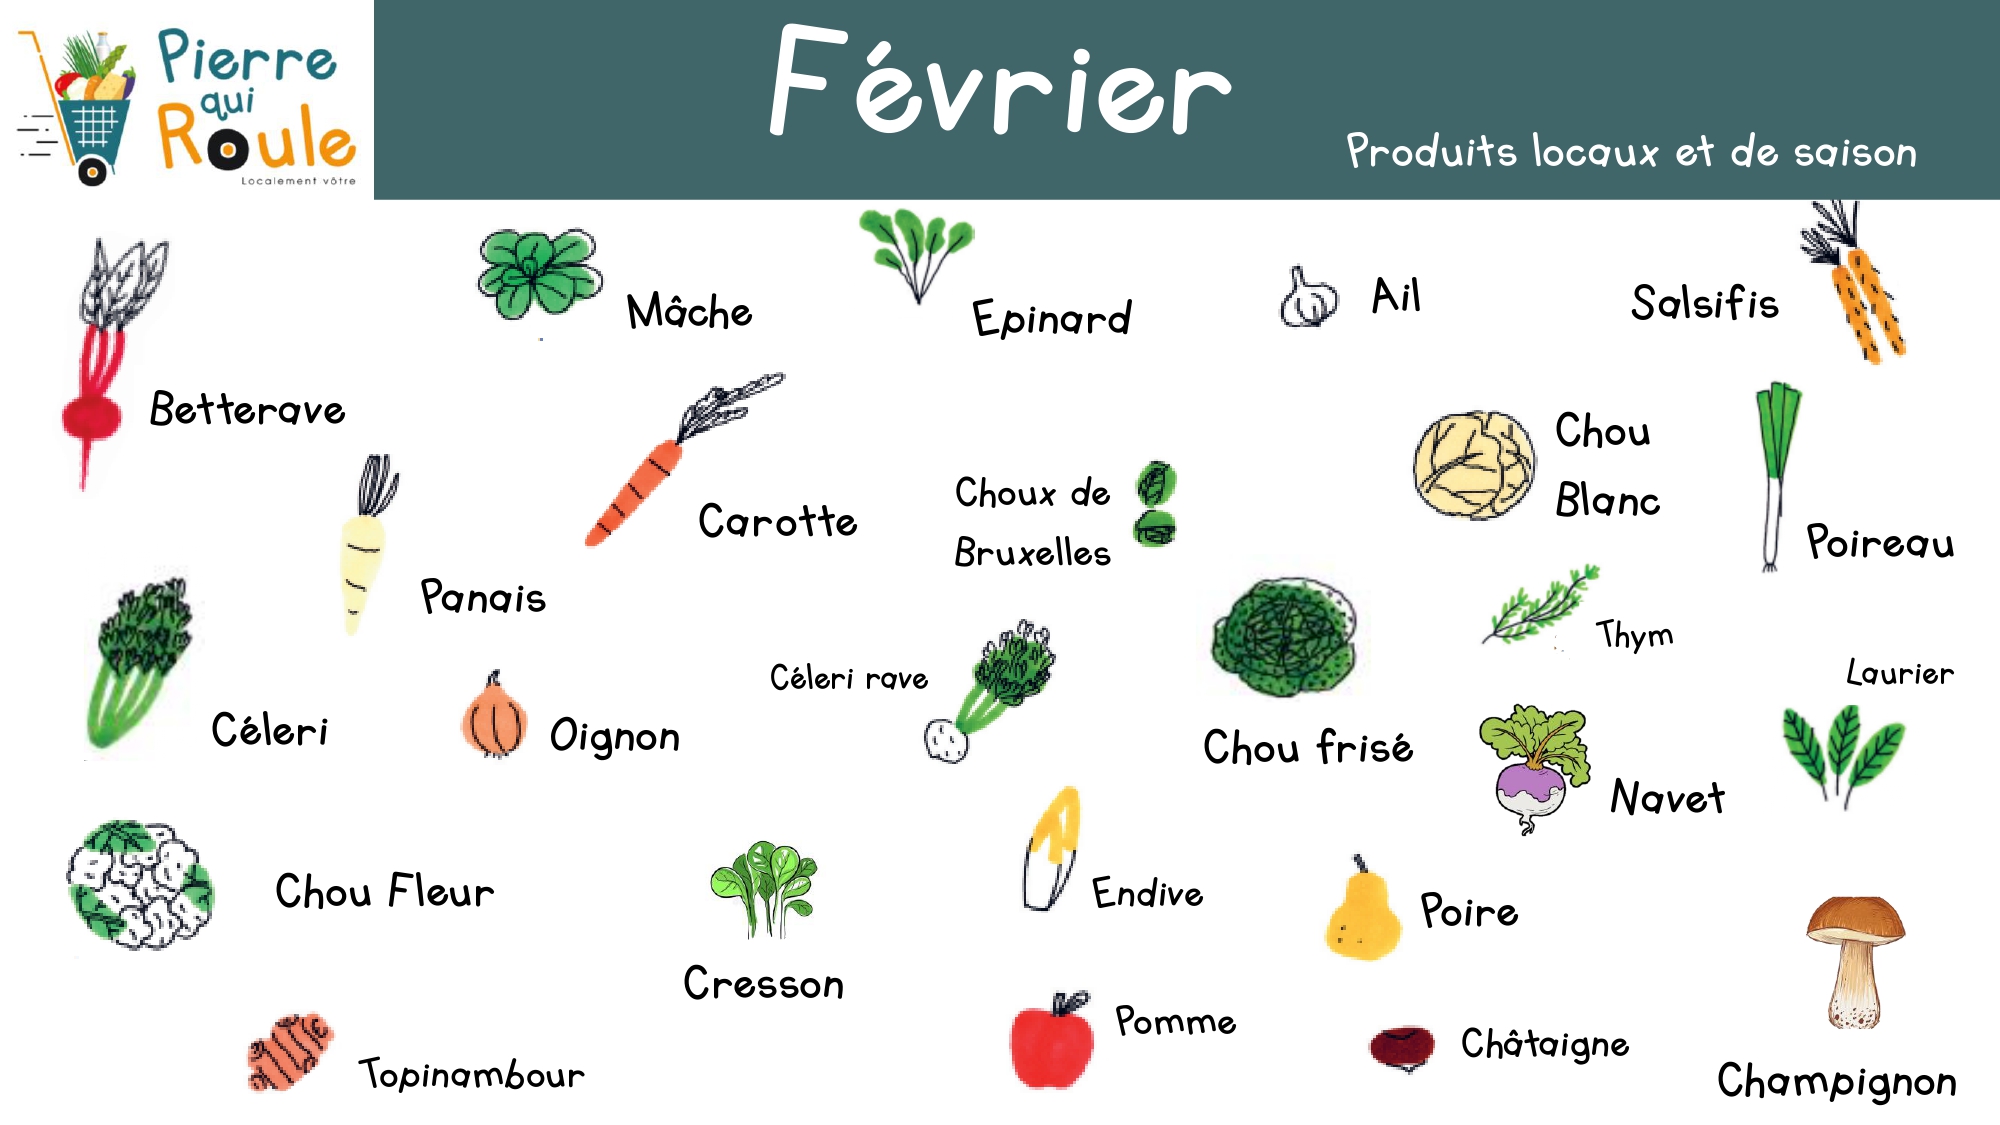 Pierre
qui
Roule
Localement vôtre
Février
Produits locaux et de saison
Mâche
Epinard
Ail
Salsifis
Betterave
Carotte
Choux de
Bruxelles
Chou
Blanc
Poireau
Panais
Thym
Céleri rave
Laurier
Céleri
Oignon
Chou frisé
Navet
Chou Fleur
Endive
Poire
Cresson
Pomme
Châtaigne
Topinambour
Champignon